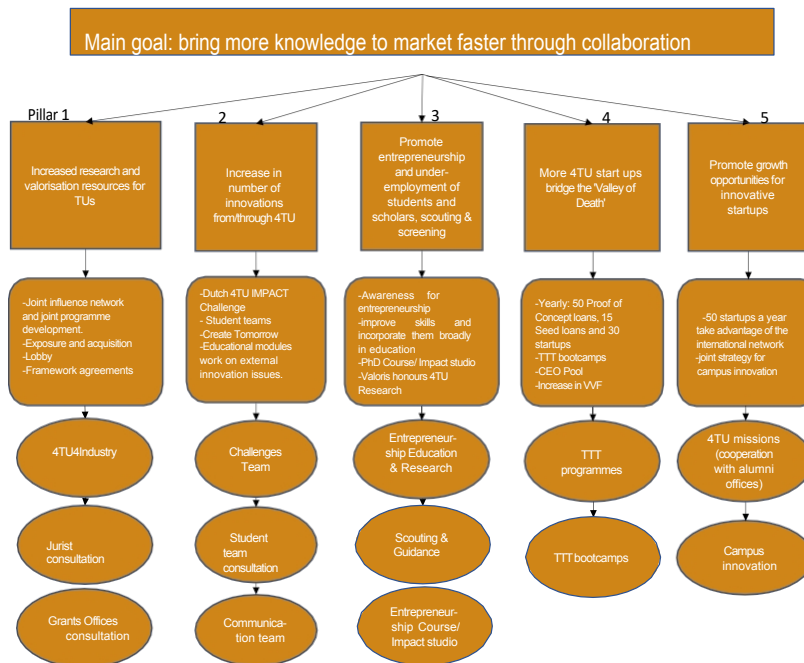 Main goal: bring more knowledge to market faster through collaboration
Pillar 1
2
3
4
5
Increased research and
valorisation resources for
TUs
Increase in
number of
innovations
from/through 4TU
Promote
entrepreneurship
and under-
employment of
students and
scholars, scouting &
screening
More 4TU start ups
bridge the 'Valley of
Death'
Promote growth
opportunities for
innovative
startups
-Joint influence network
and joint programme
development.
-Exposure and acquisition
-Lobby
-Framework agreements
-Dutch 4TU IMPACT
Challenge
- Student teams
-Create Tomorrow
-Educational modules
work on external
innovation issues.
-Awareness for
entrepreneurship
-improve skills and
incorporate them broadly
in education
-PhD Course/ Impact studio
-Valoris honours 4TU
Research
-Yearly: 50 Proof of
Concept loans, 15
Seed loans and 30
startups
-TTT bootcamps
-CEO Pool
-Increase in VVF
-50 startups a year
take advantage of the
international network
-joint strategy for
campus innovation
4TU4Industry
Challenges
Team
Entrepreneur-
ship Education
& Research
TTT
programmes
4TU missions
(cooperation
with alumni
offices)
Jurist
consultation
Student
team
consultation
Scouting &
Guidance
TTT bootcamps
Campus
innovation
Grants Offices
consultation
Communica-
tion team
Entrepreneur-
ship Course/
Impact studio